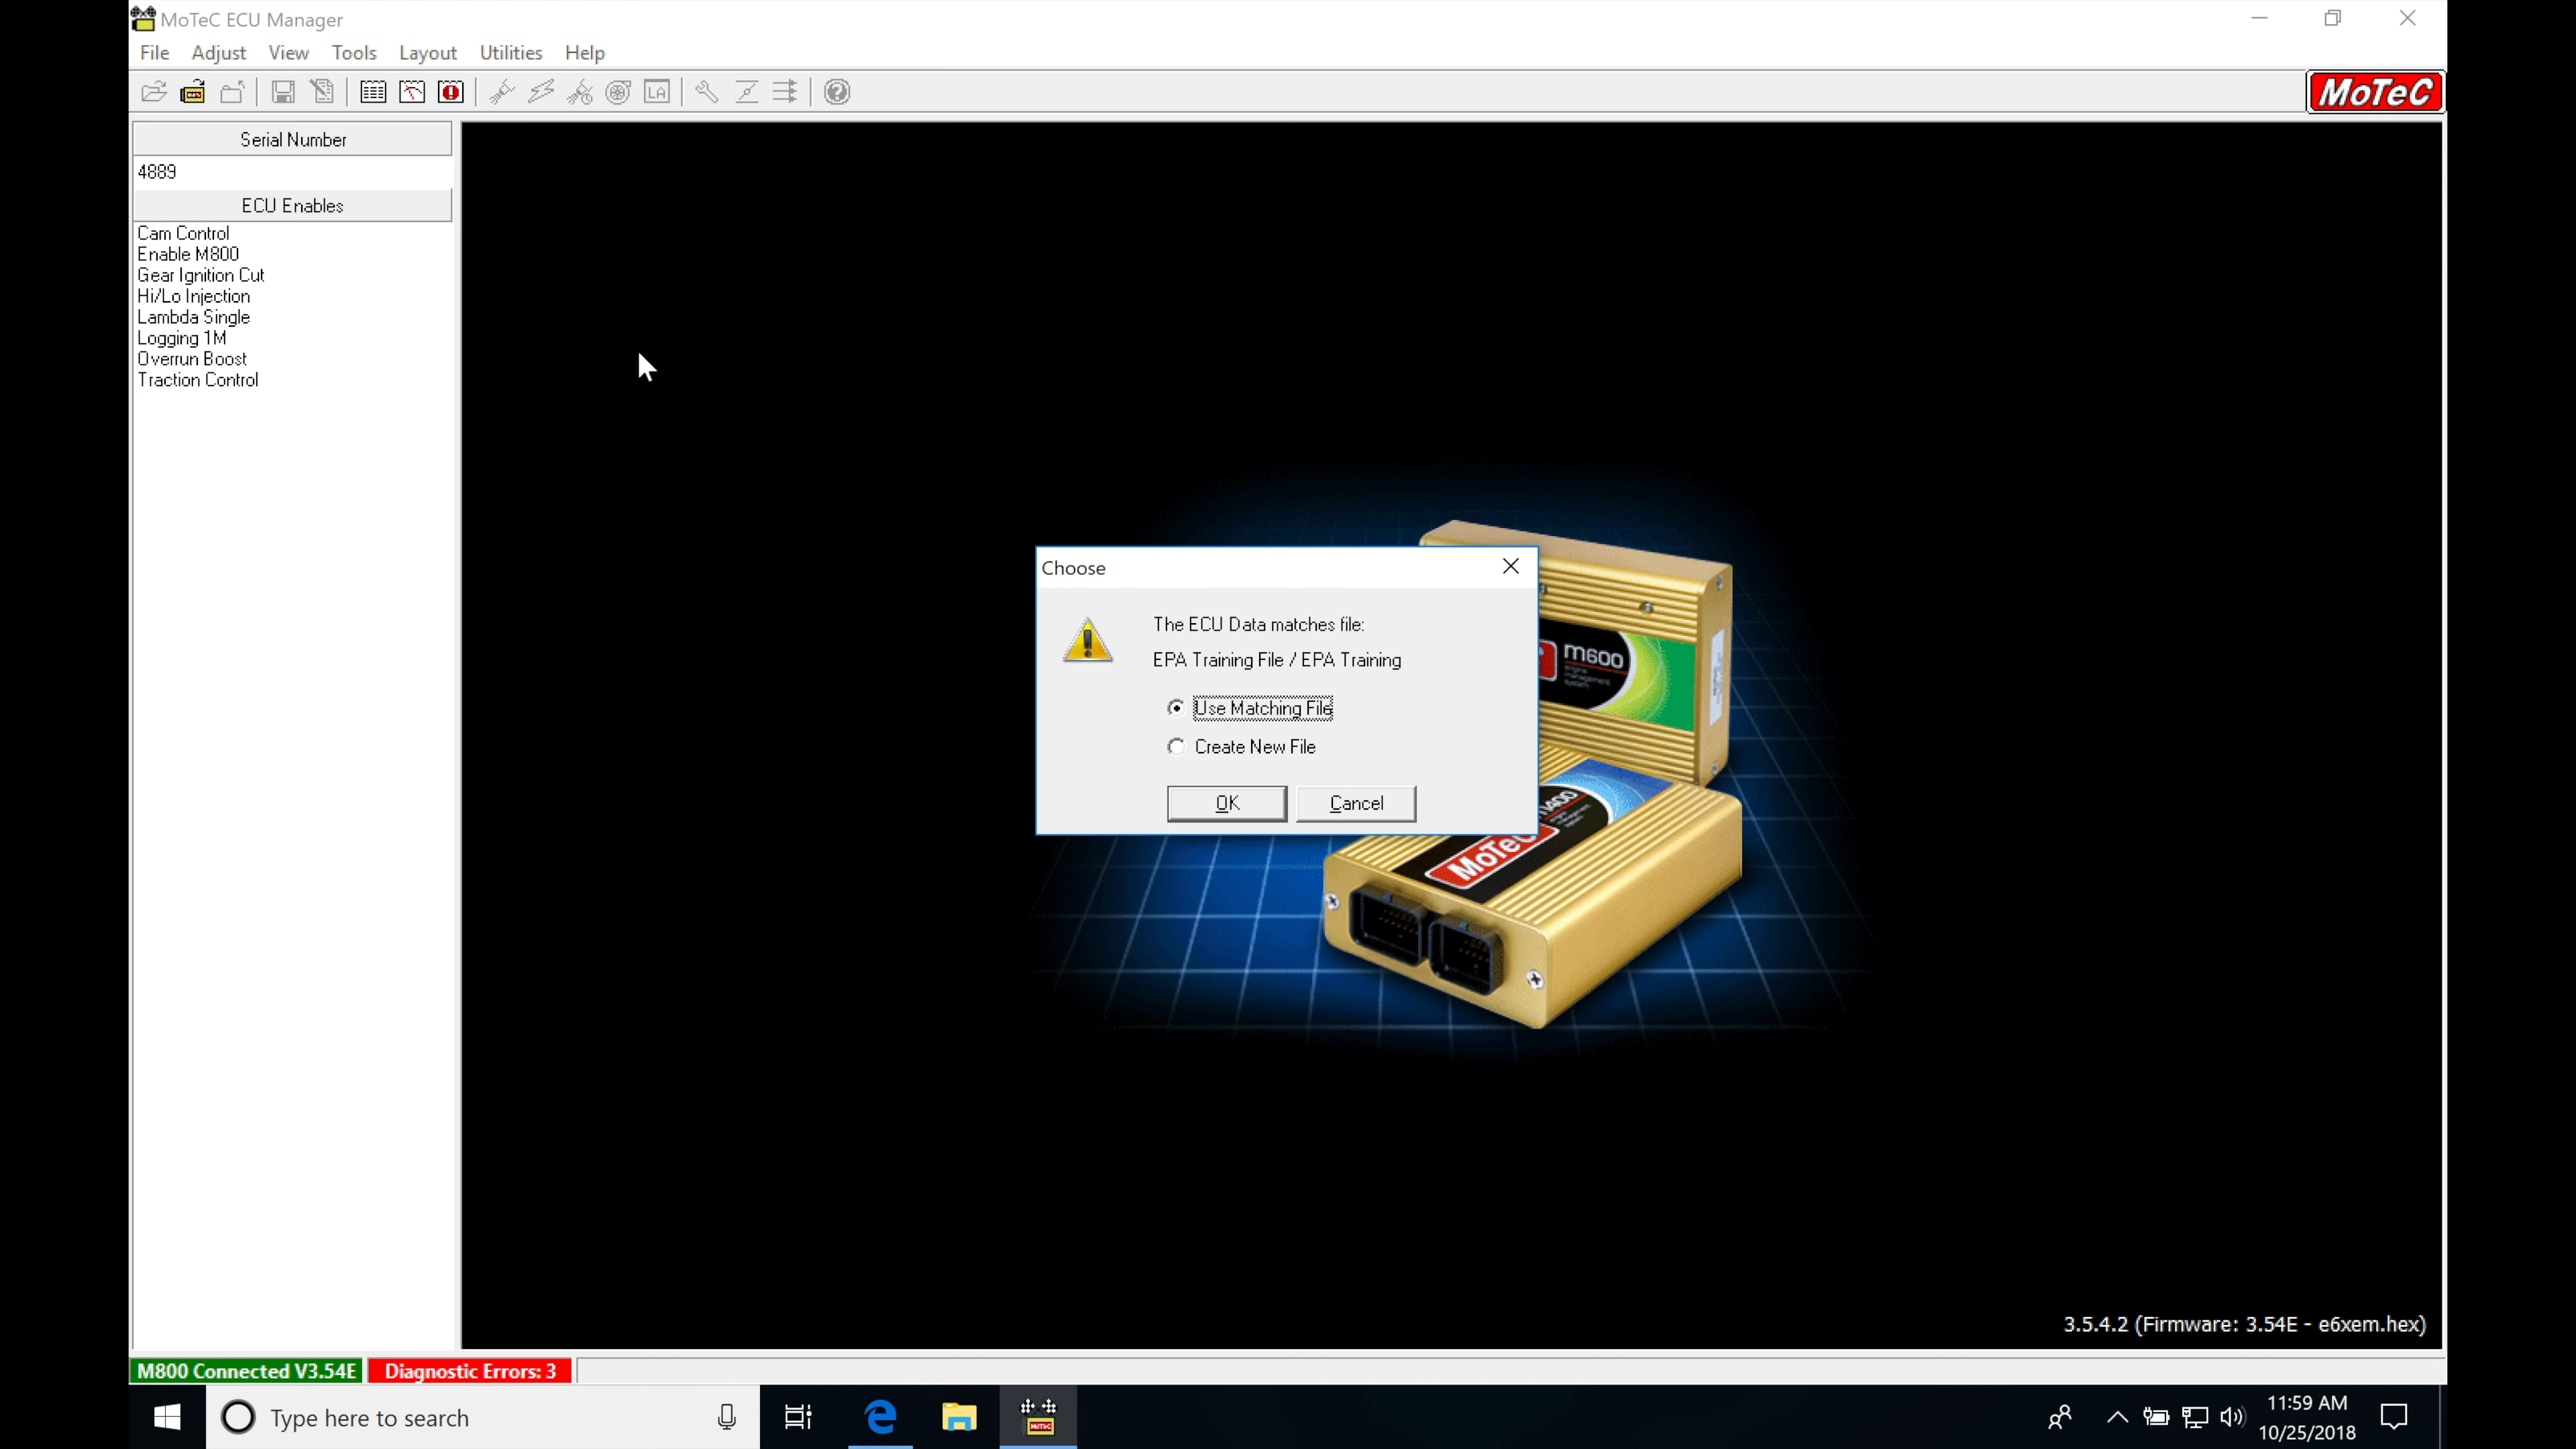 MoTeC ECU Manager
File Adjust View Tools Layout Utilities Help
LA
MoTeC
Serial Number
4889
ECU Enables
Cam Control
Enable M800
Gear Ignition Cut
Hi/Lo Injection
Lambda Single
Logging 1M
Overrun Boost
Traction Control
Choose
The ECU Data matches file:
EPA Training File / EPA Training
Use Matching File
Create New File
OK Cancel
m600
engine management system
MoTeC
3.5.4.2 (Firmware: 3.54E - e6xem.hex)
M800 Connected V3.54E Diagnostic Errors: 3
Type here to search
11:59 AM
10/25/2018